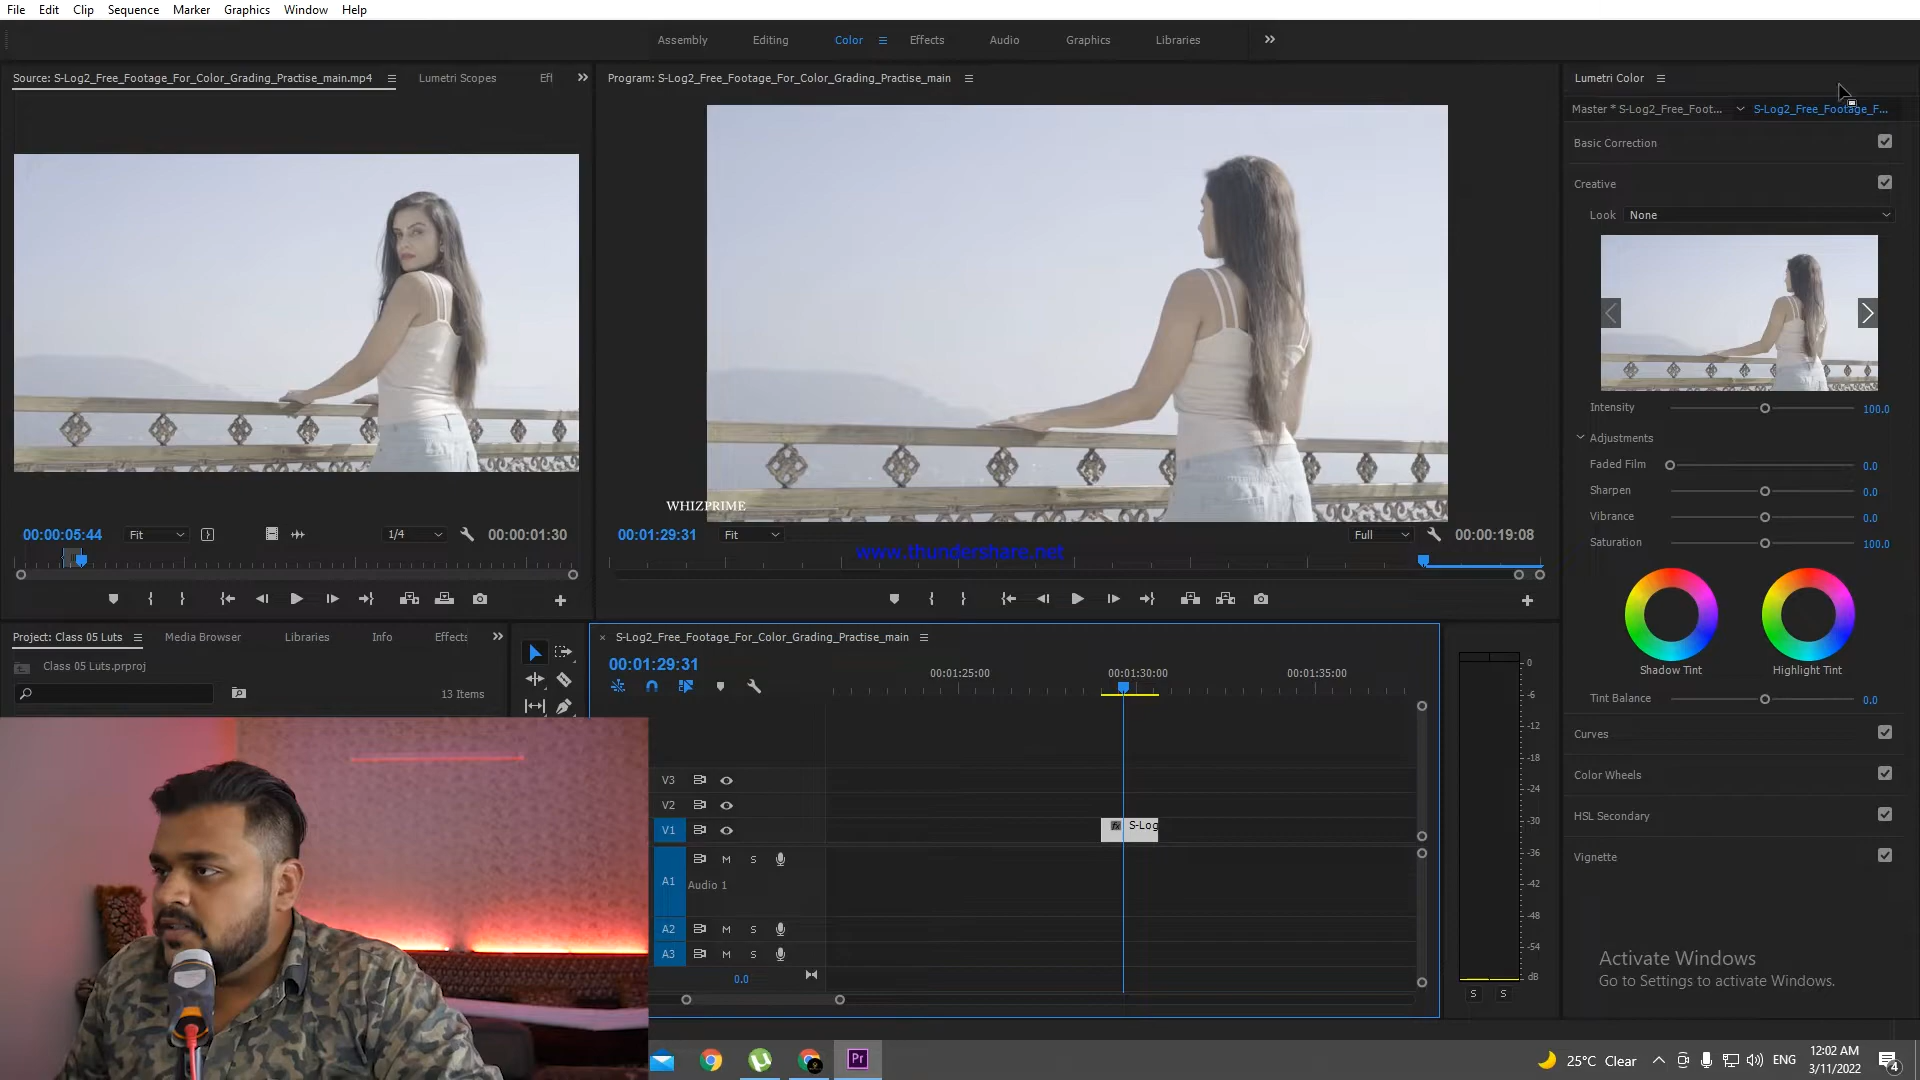 File Edit Clip Sequence Marker Graphics Window Help
Assembly Editing Color Effects Audio Graphics Libraries
Source: S-Log2_Free_Footage_For_Color_Grading_Practise_main.mp4 Lumetri Scopes Eff
Program: S-Log2_Free_Footage_For_Color_Grading_Practise_main
Lumetri Color
Master * S-Log2_Free_Foot... S-Log2_Free_Footage_F...
Basic Correction
Creative
Look None
Intensity 100.0
Adjustments
Faded Film 0.0
Sharpen 0.0
Vibrance 0.0
Saturation 100.0
Shadow Tint Highlight Tint
Tint Balance 0.0
Curves
Color Wheels
HSL Secondary
Vignette
WHIZPRIME
00:00:05:44 Fit 1/4 00:00:01:30
00:01:29:31 Fit Full 00:00:19:08
www.thundershare.net
Project: Class 05 Luts Media Browser Libraries Info Effects
Class 05 Luts.prproj
13 Items
S-Log2_Free_Footage_For_Color_Grading_Practise_main
00:01:29:31
00:01:25:00 00:01:30:00 00:01:35:00
V3
V2
V1 fx S-Log
A1 M S
Audio 1
A2 M S
A3 M S
0.0
0
-6
-12
-18
-24
-30
-36
-42
-48
-54
dB
S S
Activate Windows
Go to Settings to activate Windows.
Pr
25°C Clear ENG 12:02 AM
3/11/2022
4